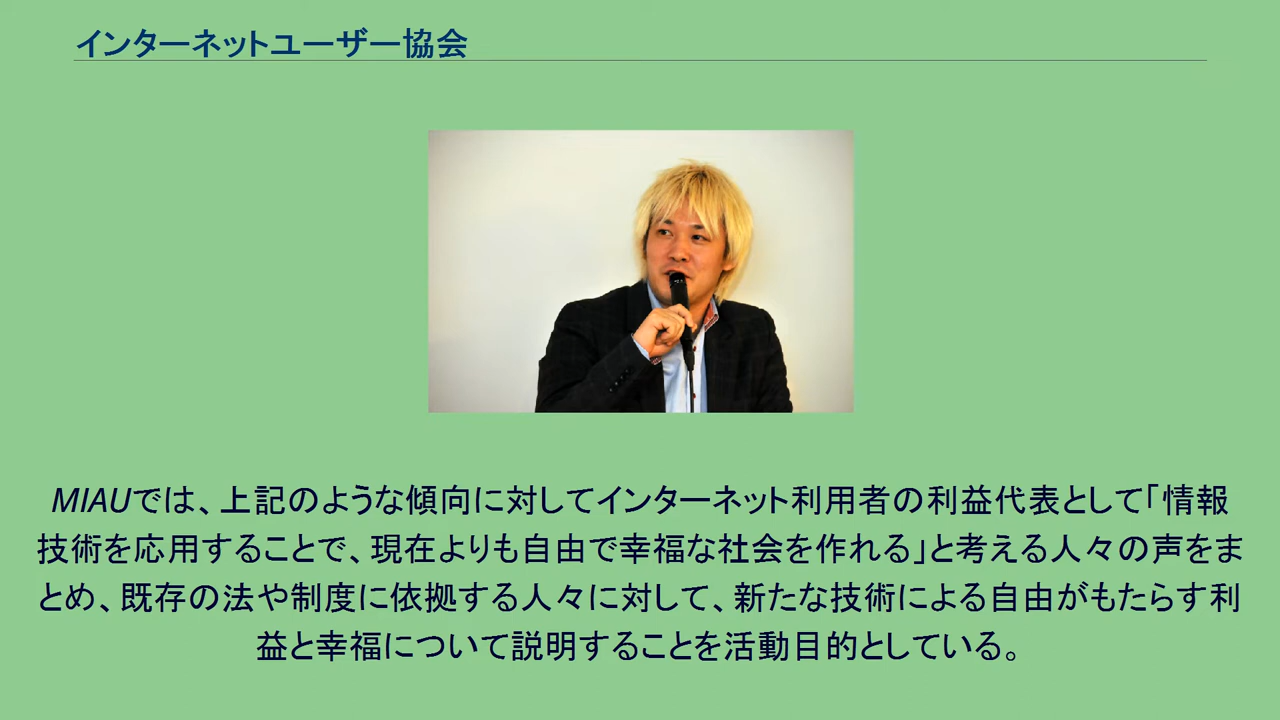 インターネットユーザー協会
MIAUでは、上記のような傾向に対してインターネット利用者の利益代表として「情報
技術を応用することで、現在よりも自由で幸福な社会を作れる」と考える人々の声をま
とめ、既存の法や制度に依拠する人々に対して、新たな技術による自由がもたらす利
益と幸福について説明することを活動目的としている。